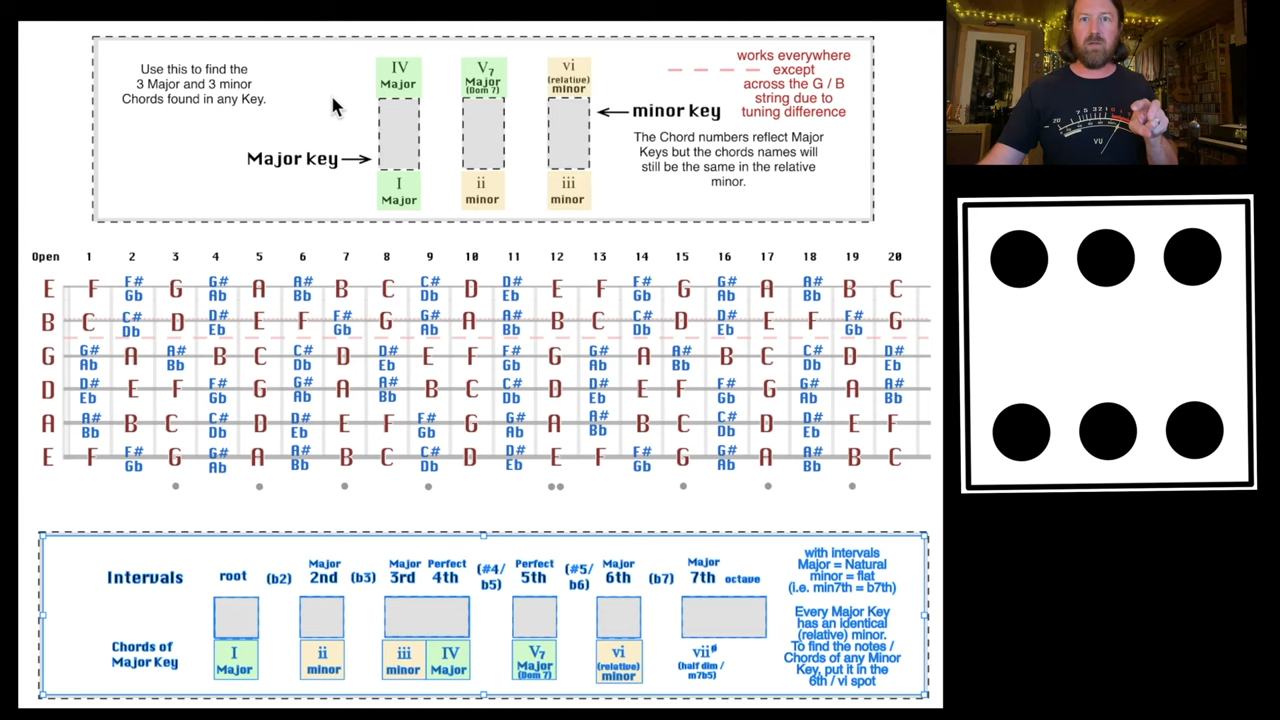 Use this to find the
3 Major and 3 minor
Chords found in any Key.
IV
Major
V7
Major
(Dom 7)
vi
(relative)
minor
works everywhere
except
across the G / B
string due to
tuning difference
minor key
Major key
The Chord numbers reflect Major
Keys but the chords names will
still be the same in the relative
minor.
I
Major
ii
minor
iii
minor
20 7 5 3 2 1 0 1
VU
Open 1 2 3 4 5 6 7 8 9 10 11 12 13 14 15 16 17 18 19 20
E F F# Gb G G# Ab A A# Bb B C C# Db D D# Eb E F F# Gb G G# Ab A A# Bb B C
B C C# Db D D# Eb E F F# Gb G G# Ab A A# Bb B C C# Db D D# Eb E F F# Gb G
G G# Ab A A# Bb B C C# Db D D# Eb E F F# Gb G G# Ab A A# Bb B C C# Db D D# Eb
D D# Eb E F F# Gb G G# Ab A A# Bb B C C# Db D D# Eb E F F# Gb G G# Ab A A# Bb
A A# Bb B C C# Db D D# Eb E F F# Gb G G# Ab A A# Bb B C C# Db D D# Eb E F
E F F# Gb G G# Ab A A# Bb B C C# Db D D# Eb E F F# Gb G G# Ab A A# Bb B C
Intervals
root
(b2)
Major
2nd
(b3)
Major
3rd
Perfect
4th
(#4/
b5)
Perfect
5th
(#5/
b6)
Major
6th
(b7)
Major
7th
octave
Chords of
Major Key
I
Major
ii
minor
iii
minor
IV
Major
V7
Major
(Dom 7)
vi
(relative)
minor
viiø
(half dim /
m7b5)
with intervals
Major = Natural
minor = flat
(i.e. min7th = b7th)
Every Major Key
has an identical
(relative) minor.
To find the notes /
Chords of any Minor
Key, put it in the
6th / vi spot